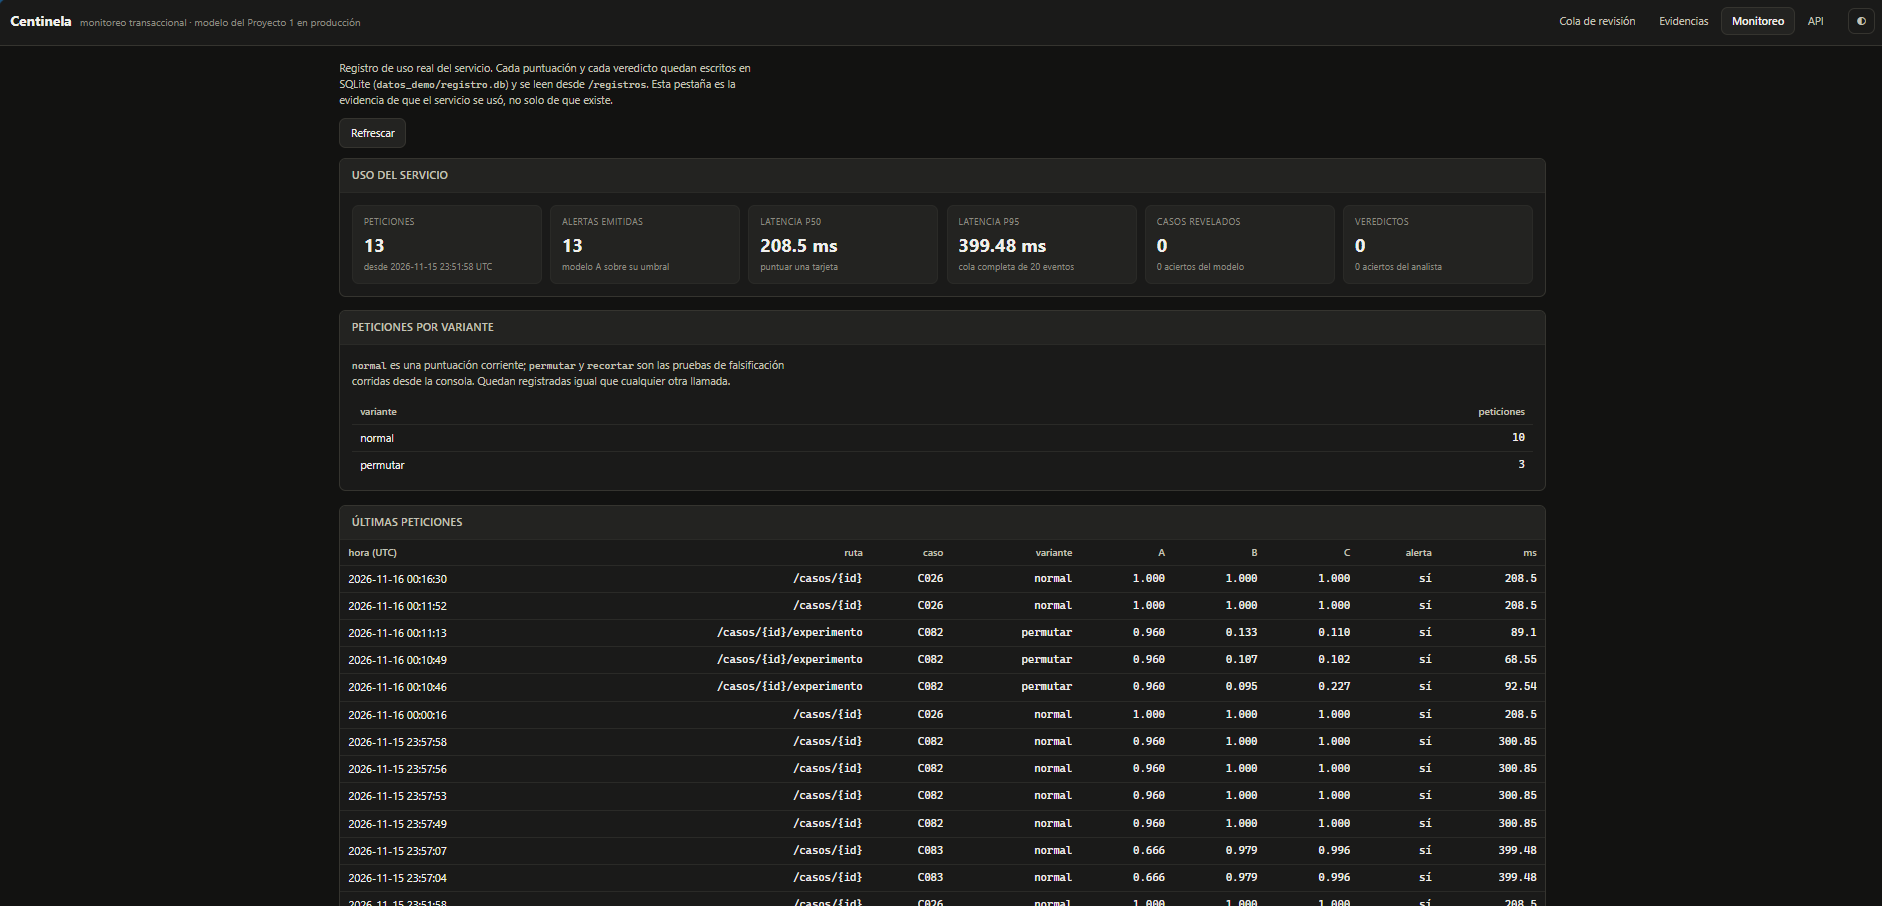 Centinela monitoreo transaccional · modelo del Proyecto 1 en producción
Cola de revisión Evidencias Monitoreo API
Registro de uso real del servicio. Cada puntuación y cada veredicto quedan escritos en
SQLite (datos_demo/registro.db) y se leen desde /registros. Esta pestaña es la
evidencia de que el servicio se usó, no solo de que existe.
Refrescar
USO DEL SERVICIO
PETICIONES
13
desde 2026-11-15 23:51:58 UTC
ALERTAS EMITIDAS
13
modelo A sobre su umbral
LATENCIA P50
208.5 ms
puntuar una tarjeta
LATENCIA P95
399.48 ms
cola completa de 20 eventos
CASOS REVELADOS
0
0 aciertos del modelo
VEREDICTOS
0
0 aciertos del analista
PETICIONES POR VARIANTE
normal es una puntuación corriente; permutar y recortar son las pruebas de falsificación
corridas desde la consola. Quedan registradas igual que cualquier otra llamada.
variante peticiones
normal 10
permutar 3
ÚLTIMAS PETICIONES
hora (UTC) ruta caso variante A B C alerta ms
2026-11-16 00:16:30 /casos/{id} C026 normal 1.000 1.000 1.000 sí 208.5
2026-11-16 00:11:52 /casos/{id} C026 normal 1.000 1.000 1.000 sí 208.5
2026-11-16 00:11:13 /casos/{id}/experimento C082 permutar 0.960 0.133 0.110 sí 89.1
2026-11-16 00:10:49 /casos/{id}/experimento C082 permutar 0.960 0.107 0.102 sí 68.55
2026-11-16 00:10:46 /casos/{id}/experimento C082 permutar 0.960 0.095 0.227 sí 92.54
2026-11-16 00:00:16 /casos/{id} C026 normal 1.000 1.000 1.000 sí 208.5
2026-11-15 23:57:58 /casos/{id} C082 normal 0.960 1.000 1.000 sí 300.85
2026-11-15 23:57:56 /casos/{id} C082 normal 0.960 1.000 1.000 sí 300.85
2026-11-15 23:57:53 /casos/{id} C082 normal 0.960 1.000 1.000 sí 300.85
2026-11-15 23:57:49 /casos/{id} C082 normal 0.960 1.000 1.000 sí 300.85
2026-11-15 23:57:07 /casos/{id} C083 normal 0.666 0.979 0.996 sí 399.48
2026-11-15 23:57:04 /casos/{id} C083 normal 0.666 0.979 0.996 sí 399.48
2026-11-15 23:51:58 /casos/{id} C026 normal 1.000 1.000 1.000 sí 208.5